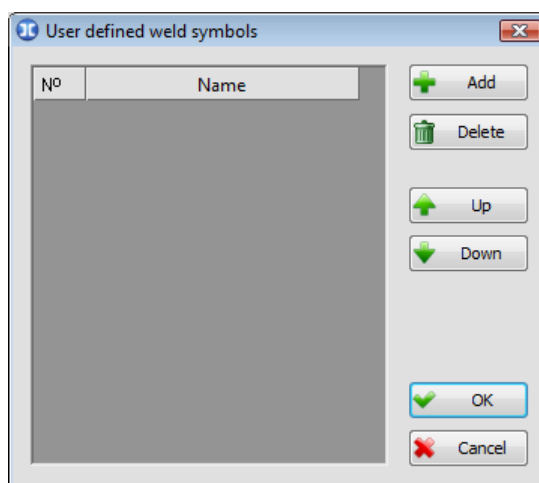 User defined weld symbols
Nº Name
Add
Delete
Up
Down
OK
Cancel